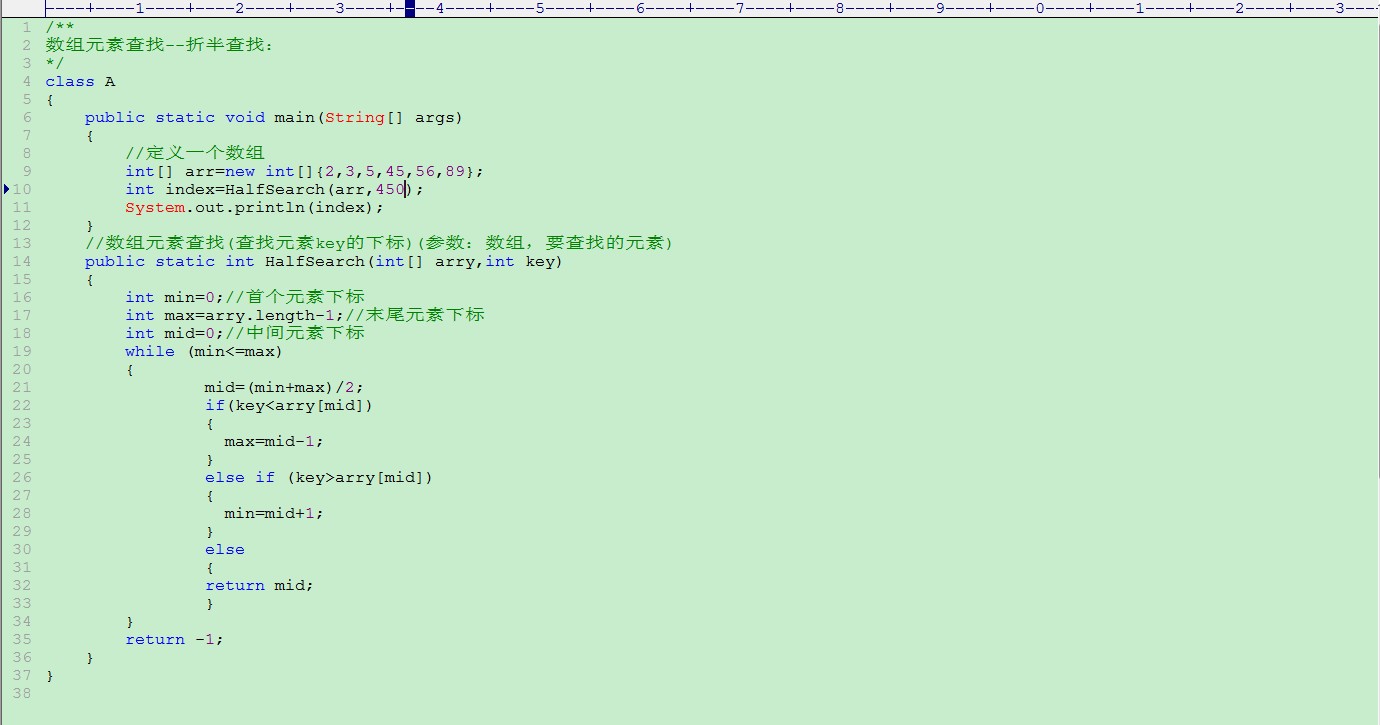 ----+----1----+----2----+----3----+----4----+----5----+----6----+----7----+----8----+----9----+----0----+----1----+----2----+----3---
1 /**
2 数组元素查找--折半查找：
3 */
4 class A
5 {
6     public static void main(String[] args)
7     {
8         //定义一个数组
9         int[] arr=new int[]{2,3,5,45,56,89};
10         int index=HalfSearch(arr,450);
11         System.out.println(index);
12     }
13     //数组元素查找(查找元素key的下标)(参数：数组，要查找的元素)
14     public static int HalfSearch(int[] arry,int key)
15     {
16         int min=0;//首个元素下标
17         int max=arry.length-1;//末尾元素下标
18         int mid=0;//中间元素下标
19         while (min<=max)
20         {
21                 mid=(min+max)/2;
22                 if(key<arry[mid])
23                 {
24                   max=mid-1;
25                 }
26                 else if (key>arry[mid])
27                 {
28                   min=mid+1;
29                 }
30                 else
31                 {
32                 return mid;
33                 }
34         }
35         return -1;
36     }
37 }
38